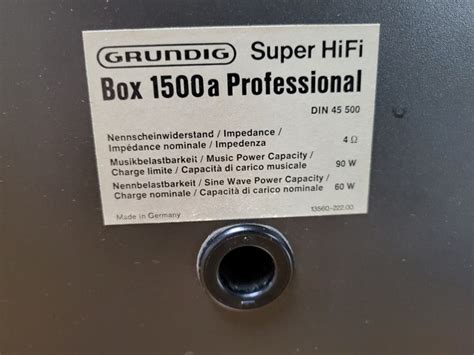 GRUNDIG Super HiFi
Box 1500a Professional
DIN 45 500
Nennscheinwiderstand / Impedance /
Impédance nominale / Impedenza 4 Ω
Musikbelastbarkeit / Music Power Capacity /
Charge limite / Capacità di carico musicale 90 W
Nennbelastbarkeit / Sine Wave Power Capacity /
Charge nominale / Capacità di carico nominale 60 W
Made in Germany 13560-222.00